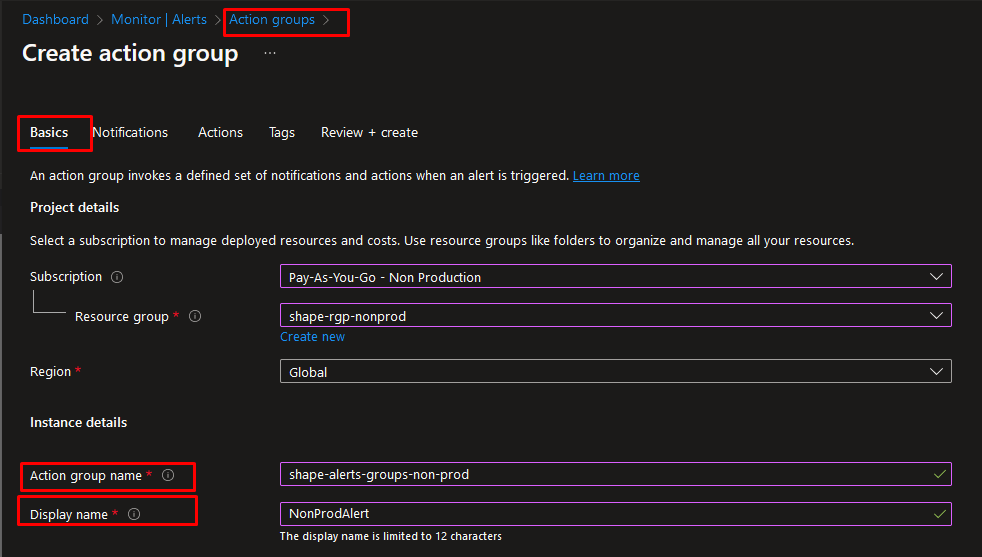 Dashboard > Monitor | Alerts > Action groups >
Create action group ...
Basics Notifications Actions Tags Review + create
An action group invokes a defined set of notifications and actions when an alert is triggered. Learn more
Project details
Select a subscription to manage deployed resources and costs. Use resource groups like folders to organize and manage all your resources.
Subscription Pay-As-You-Go - Non Production
Resource group * shape-rgp-nonprod
Create new
Region * Global
Instance details
Action group name * shape-alerts-groups-non-prod
Display name * NonProdAlert
The display name is limited to 12 characters